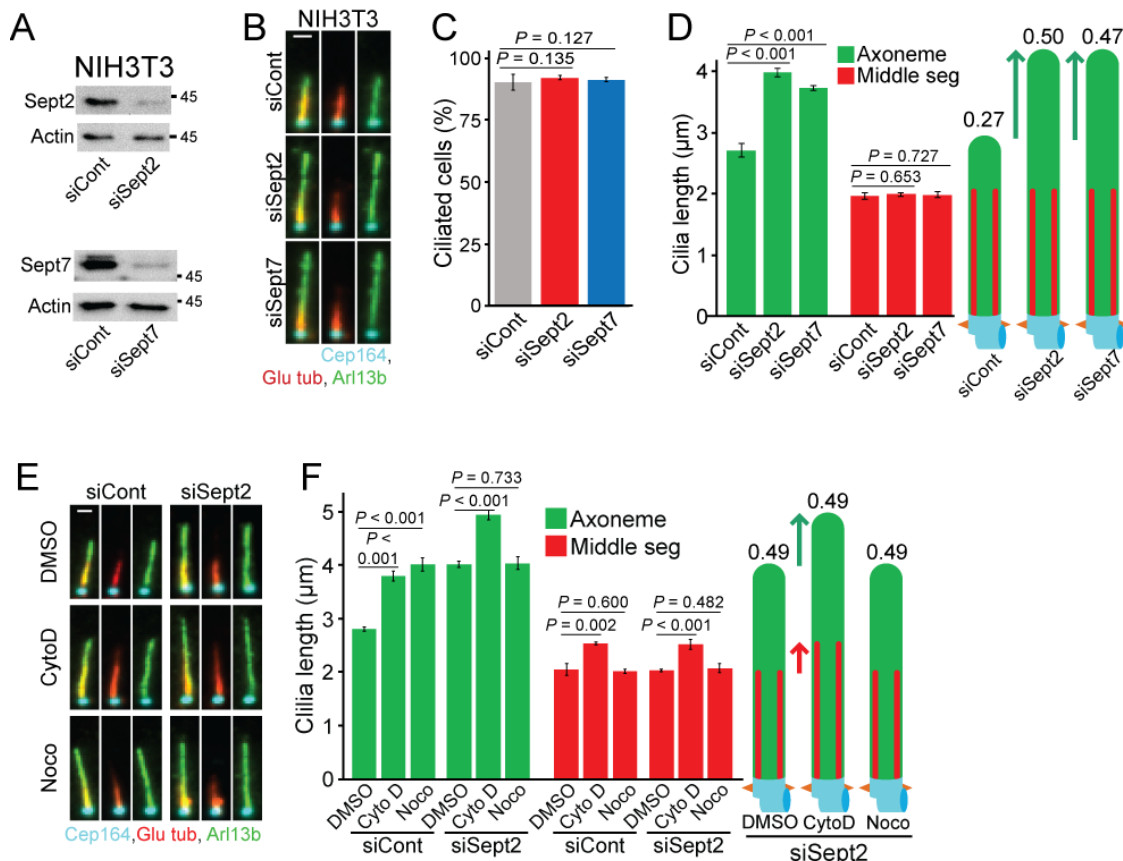 A
NIH3T3
Sept2
45
Actin
45
siCont
siSept2
Sept7
45
Actin
45
siCont
siSept7
B
NIH3T3
siCont
siSept2
siSept7
Cep164,
Glu tub, Arl13b
C
P = 0.127
P = 0.135
Ciliated cells (%)
100
75
50
25
0
siCont
siSept2
siSept7
D
P < 0.001
P < 0.001
Axoneme
Middle seg
Cilia length (μm)
4
3
2
1
0
P = 0.727
P = 0.653
siCont
siSept2
siSept7
siCont
siSept2
siSept7
0.27
0.50
0.47
siCont
siSept2
siSept7
E
siCont
siSept2
DMSO
CytoD
Noco
Cep164,Glu tub, Arl13b
F
P = 0.733
P < 0.001
P < 0.001
P <
0.001
Axoneme
Middle seg
Clilia length (μm)
5
4
3
2
1
0
P = 0.600
P = 0.002
P = 0.482
P < 0.001
DMSO
Cyto D
Noco
DMSO
Cyto D
Noco
DMSO
Cyto D
Noco
DMSO
Cyto D
Noco
siCont
siSept2
siCont
siSept2
0.49
0.49
0.49
DMSO CytoD Noco
siSept2